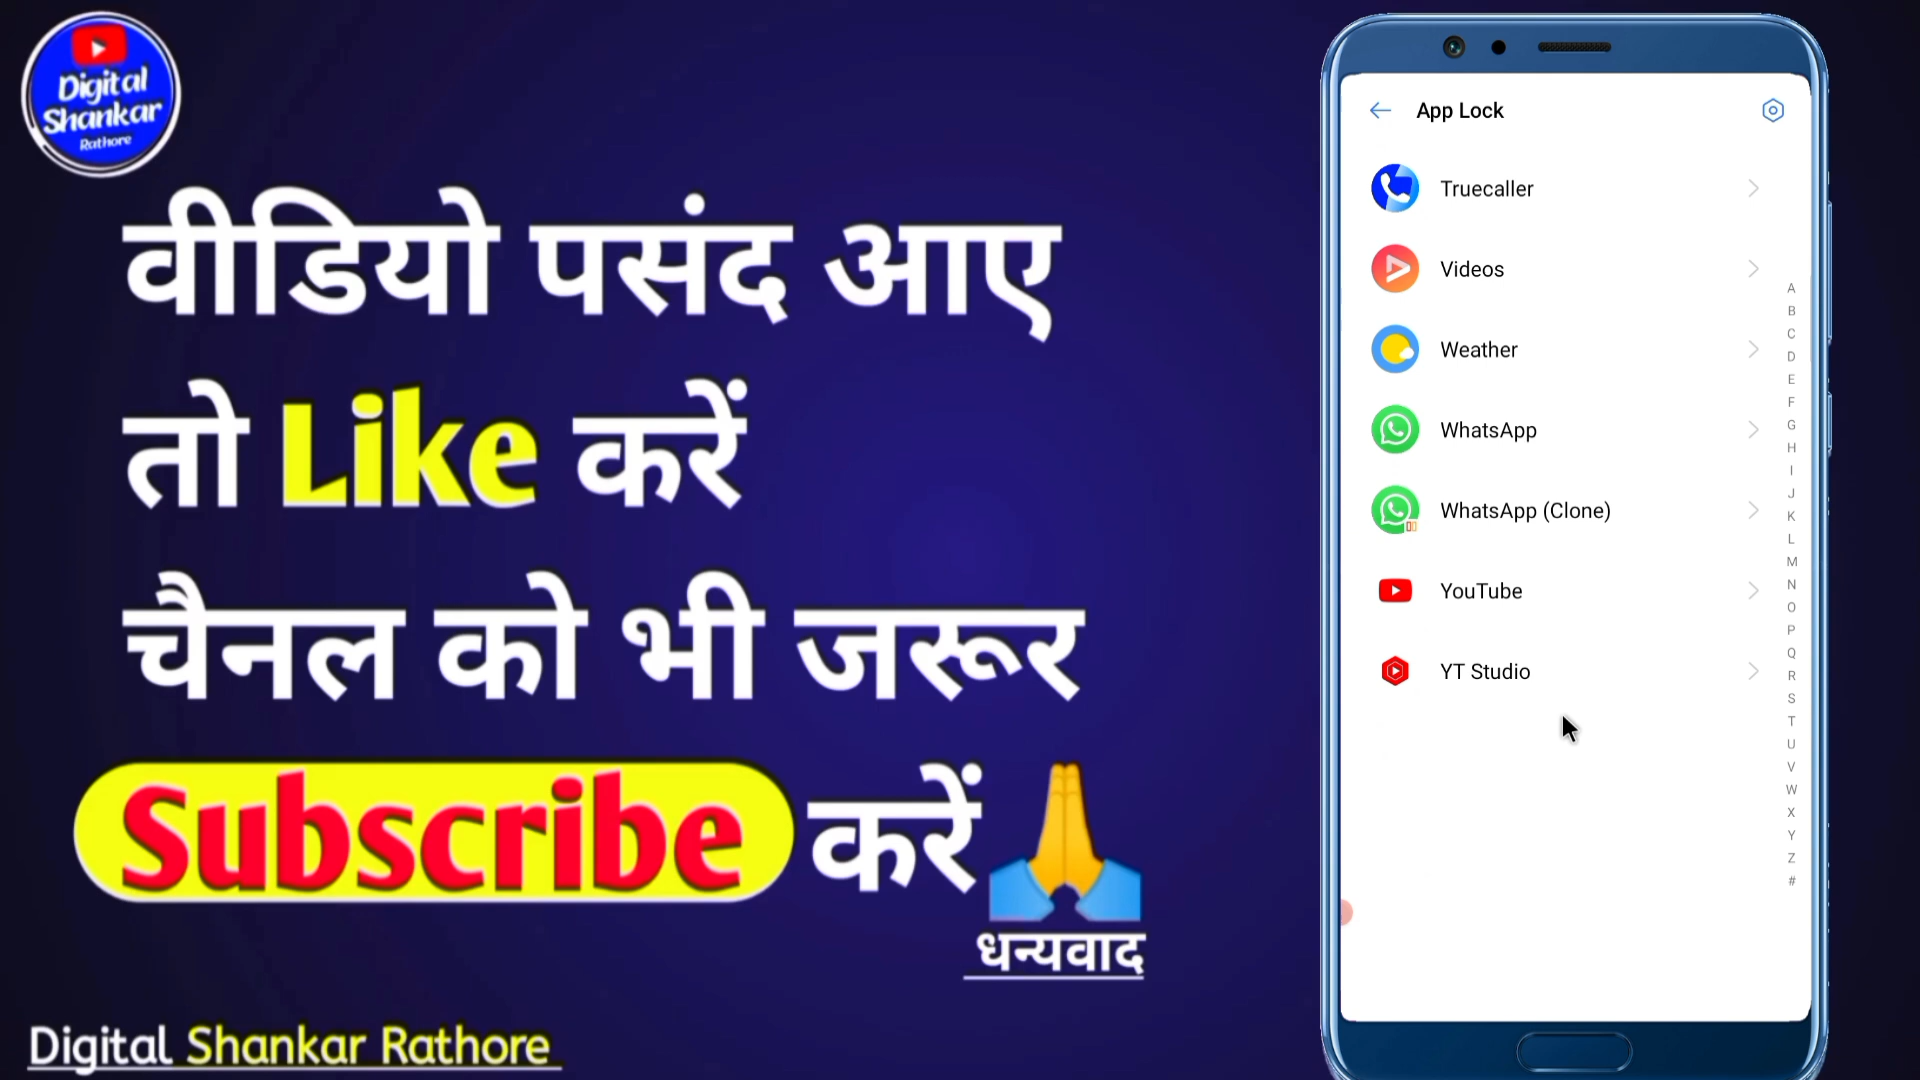 Digital
Shankar
Rathore
वीडियो पसंद आए
तो Like करें
चैनल को भी जरूर
Subscribe करें
धन्यवाद
Digital Shankar Rathore
App Lock
Truecaller
Videos
Weather
WhatsApp
WhatsApp (Clone)
YouTube
YT Studio
A
B
C
D
E
F
G
H
I
J
K
L
M
N
O
P
Q
R
S
T
U
V
W
X
Y
Z
#